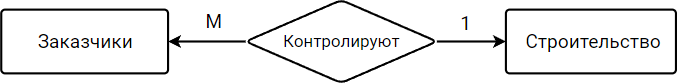 Заказчики
М
Контролируют
1
Строительство